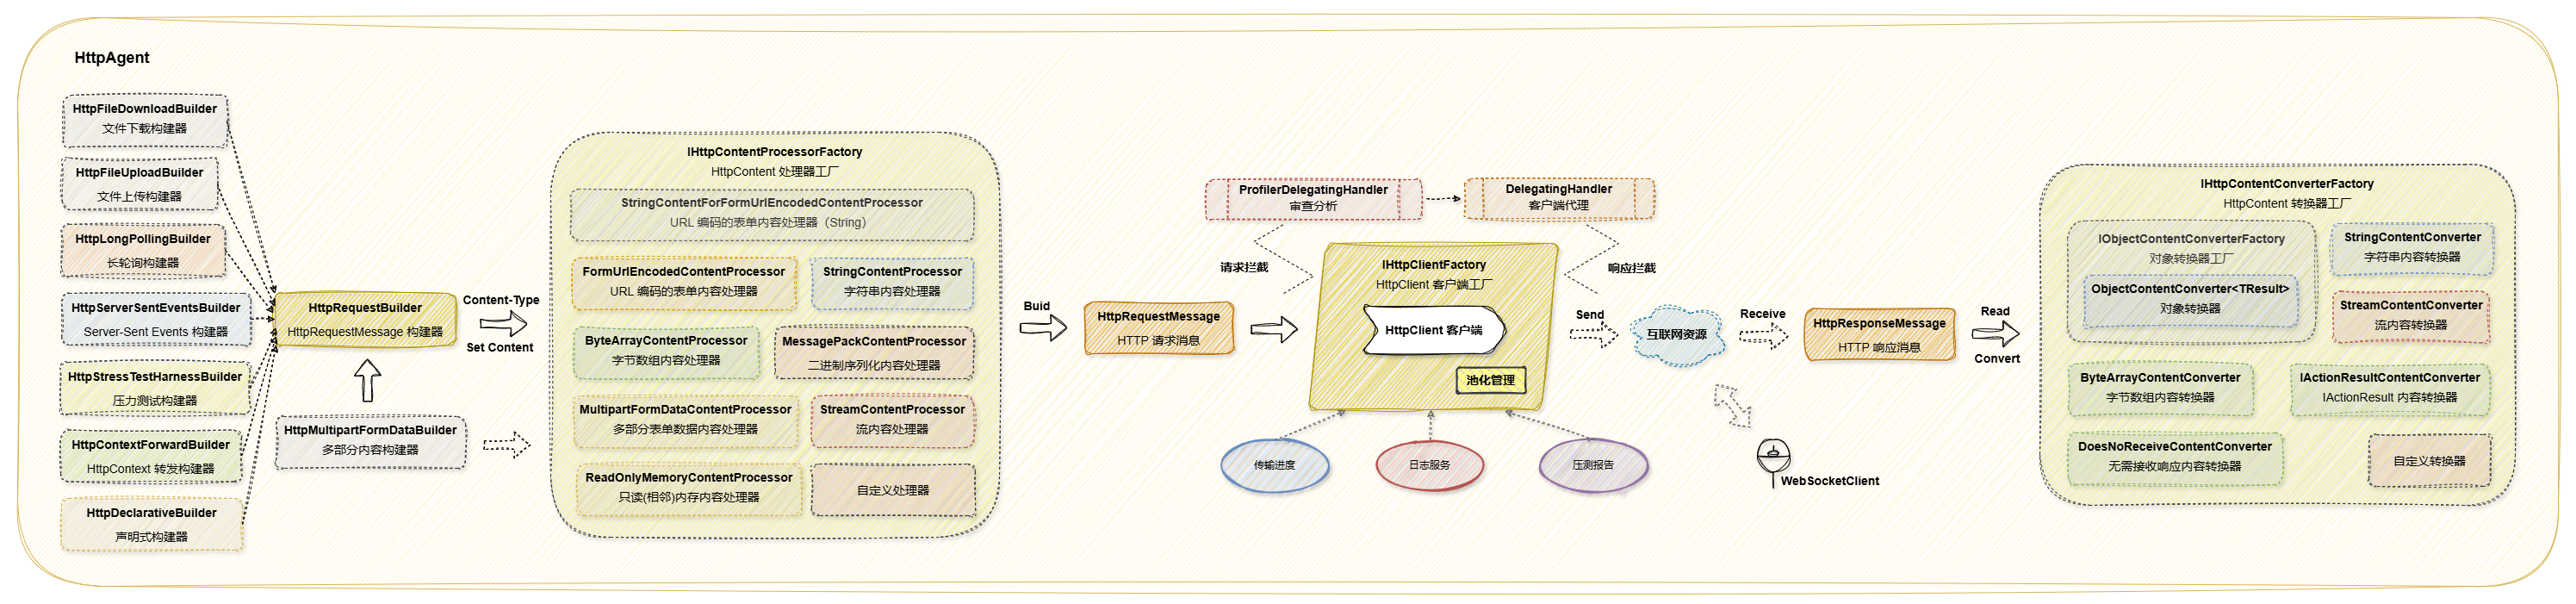 HttpAgent
HttpFileDownloadBuilder
文件下载构建器
HttpFileUploadBuilder
文件上传构建器
HttpLongPollingBuilder
长轮询构建器
HttpServerSentEventsBuilder
Server-Sent Events 构建器
HttpStressTestHarnessBuilder
压力测试构建器
HttpContextForwardBuilder
HttpContext 转发构建器
HttpDeclarativeBuilder
声明式构建器
HttpRequestBuilder
HttpRequestMessage 构建器
HttpMultipartFormDataBuilder
多部分内容构建器
Content-Type
Set Content
IHttpContentProcessorFactory
HttpContent 处理器工厂
StringContentForFormUrlEncodedContentProcessor
URL 编码的表单内容处理器（String）
FormUrlEncodedContentProcessor
URL 编码的表单内容处理器
StringContentProcessor
字符串内容处理器
ByteArrayContentProcessor
字节数组内容处理器
MessagePackContentProcessor
二进制序列化内容处理器
MultipartFormDataContentProcessor
多部分表单数据内容处理器
StreamContentProcessor
流内容处理器
ReadOnlyMemoryContentProcessor
只读(相邻)内存内容处理器
自定义处理器
Buid
HttpRequestMessage
HTTP 请求消息
ProfilerDelegatingHandler
审查分析
DelegatingHandler
客户端代理
请求拦截
响应拦截
IHttpClientFactory
HttpClient 客户端工厂
HttpClient 客户端
池化管理
传输进度
日志服务
压测报告
Send
互联网资源
Receive
WebSocketClient
HttpResponseMessage
HTTP 响应消息
Read
Convert
IHttpContentConverterFactory
HttpContent 转换器工厂
IObjectContentConverterFactory
对象转换器工厂
ObjectContentConverter<TResult>
对象转换器
StringContentConverter
字符串内容转换器
StreamContentConverter
流内容转换器
ByteArrayContentConverter
字节数组内容转换器
IActionResultContentConverter
IActionResult 内容转换器
DoesNoReceiveContentConverter
无需接收响应内容转换器
自定义转换器